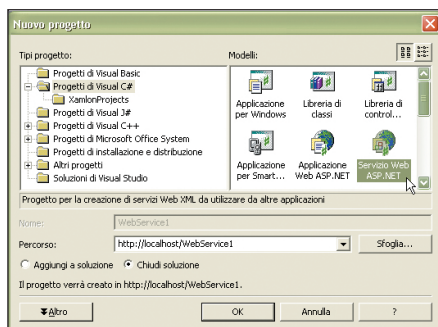 Nuovo progetto
Tipi progetto:
Modelli:
Progetti di Visual Basic
Progetti di Visual C#
XamlonProjects
Progetti di Visual J#
Progetti di Visual C++
Progetti di Microsoft Office System
Progetti di installazione e distribuzione
Altri progetti
Soluzioni di Visual Studio
Applicazione per Windows
Libreria di classi
Libreria di control...
Applicazione per Smart...
Applicazione Web ASP.NET
Servizio Web ASP.NET
Progetto per la creazione di servizi Web XML da utilizzare da altre applicazioni
Nome:
WebService1
Percorso:
http://localhost/WebService1
Sfoglia...
Aggiungi a soluzione
Chiudi soluzione
Il progetto verrà creato in http://localhost/WebService1.
Altro
OK
Annulla
?